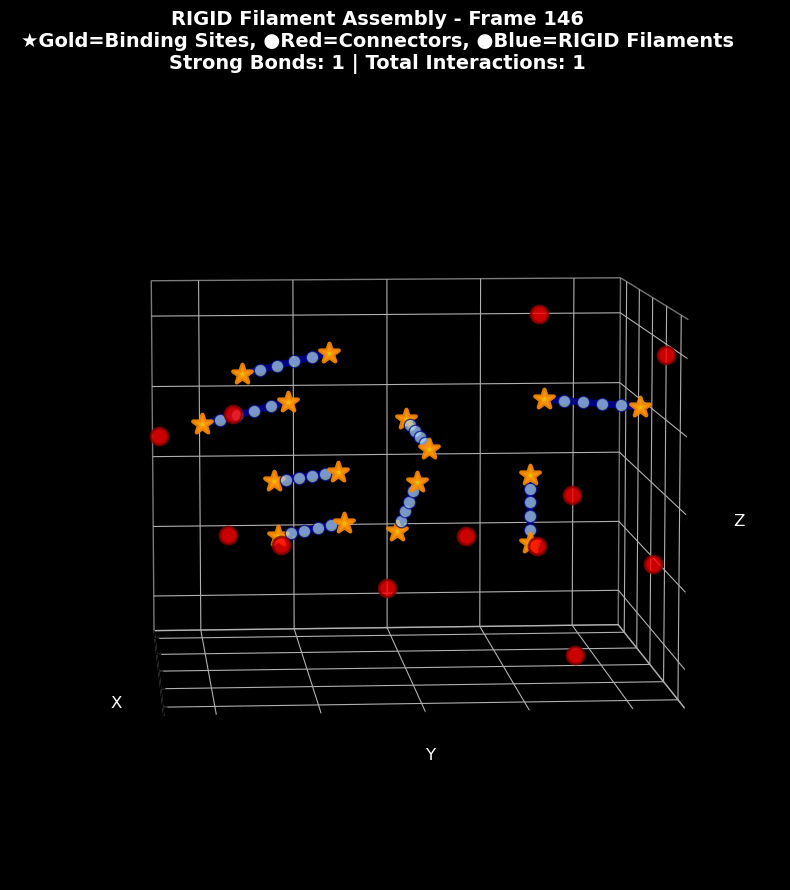 RIGID Filament Assembly - Frame 146
★Gold=Binding Sites, ●Red=Connectors, ●Blue=RIGID Filaments
Strong Bonds: 1 | Total Interactions: 1
Z
X
Y